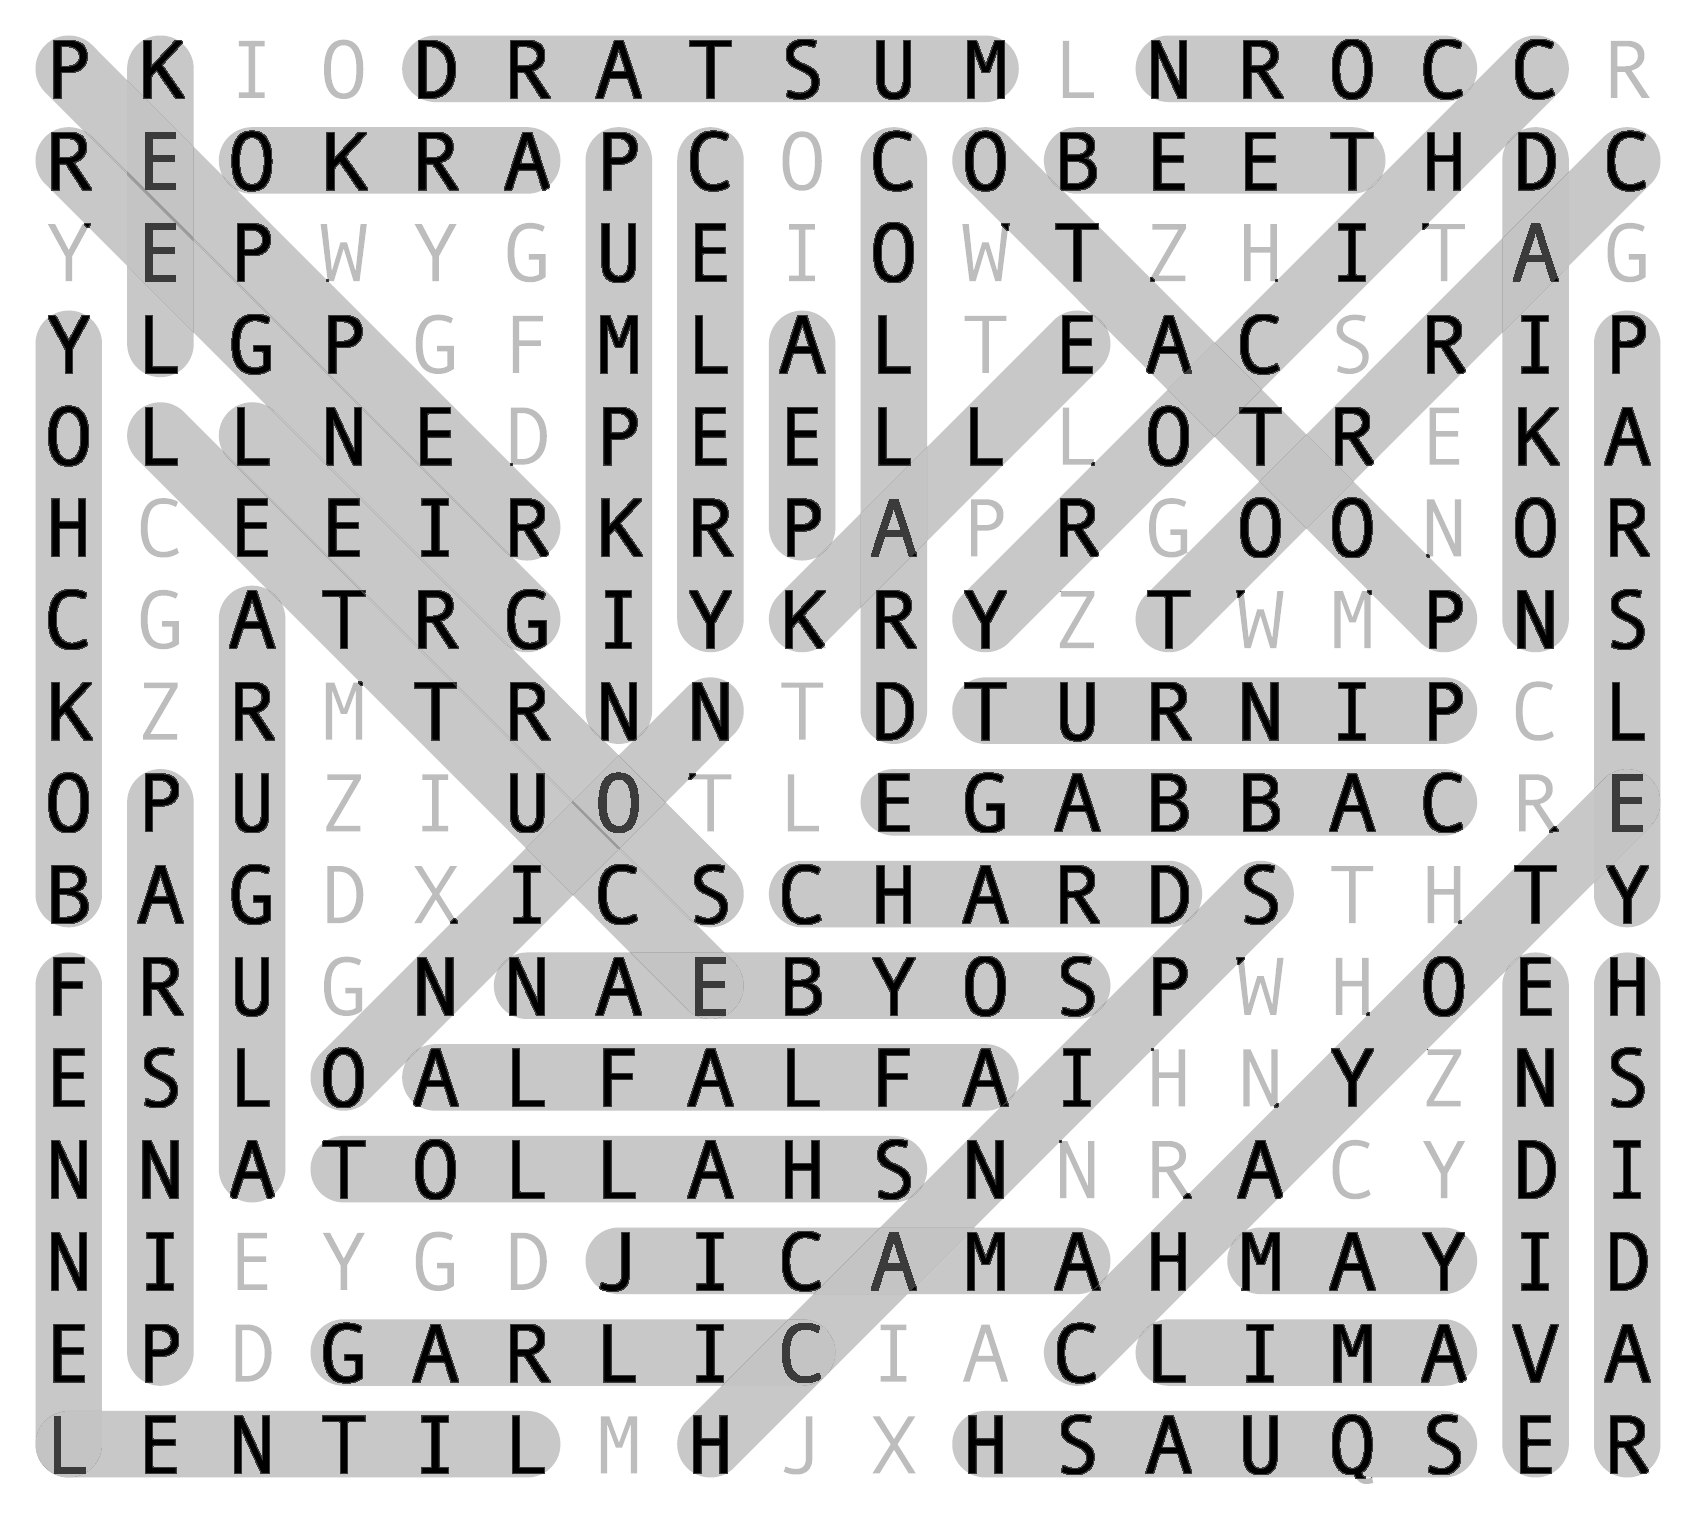 P K I O D R A T S U M L N R O C C R
R E O K R A P C O C O B E E T H D C
Y E P W Y G U E I O W T Z H I T A G
Y L G P G F M L A L T E A C S R I P
O L L N E D P E E L L L O T R E K A
H C E E I R K R P A P R G O O N O R
C G A T R G I Y K R Y Z T W M P N S
K Z R M T R N N T D T U R N I P C L
O P U Z I U O T L E G A B B A C R E
B A G D X I C S C H A R D S T H T Y
F R U G N N A E B Y O S P W H O E H
E S L O A L F A L F A I H N Y Z N S
N N A T O L L A H S N N R A C Y D I
N I E Y G D J I C A M A H M A Y I D
E P D G A R L I C I A C L I M A V A
L E N T I L M H J X H S A U Q S E R